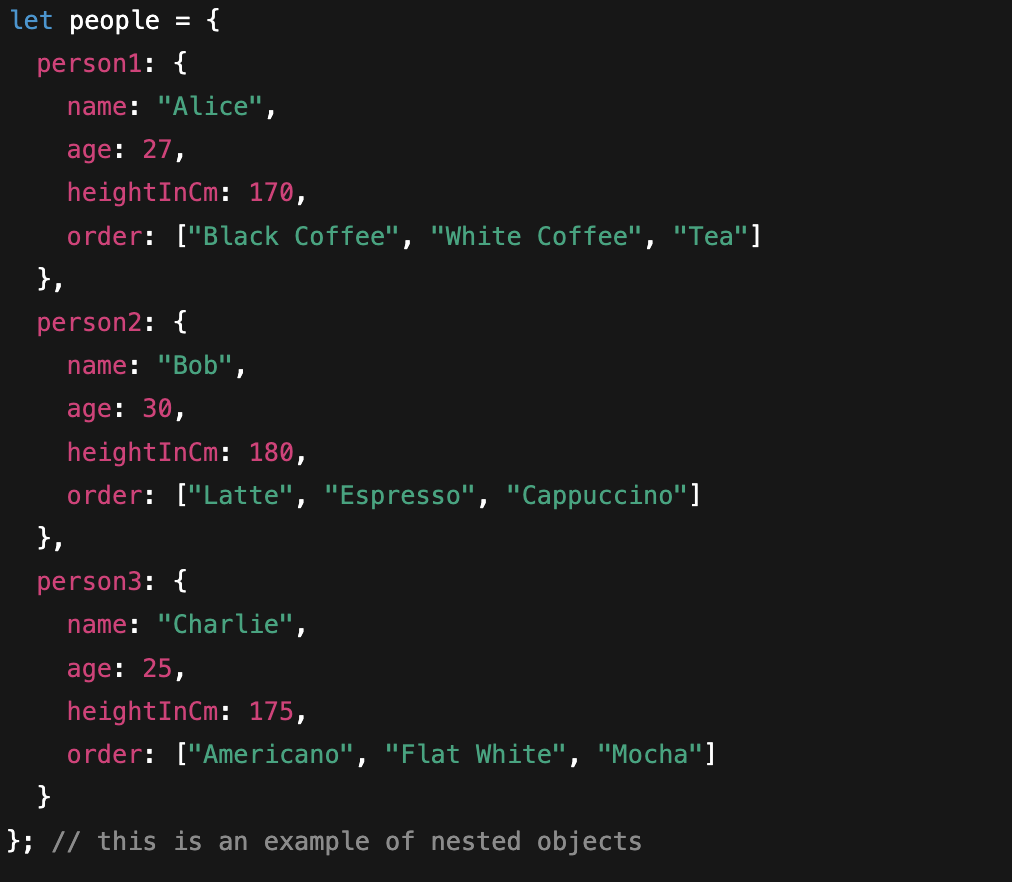 let people = {
  person1: {
    name: "Alice",
    age: 27,
    heightInCm: 170,
    order: ["Black Coffee", "White Coffee", "Tea"]
  },
  person2: {
    name: "Bob",
    age: 30,
    heightInCm: 180,
    order: ["Latte", "Espresso", "Cappuccino"]
  },
  person3: {
    name: "Charlie",
    age: 25,
    heightInCm: 175,
    order: ["Americano", "Flat White", "Mocha"]
  }
}; // this is an example of nested objects